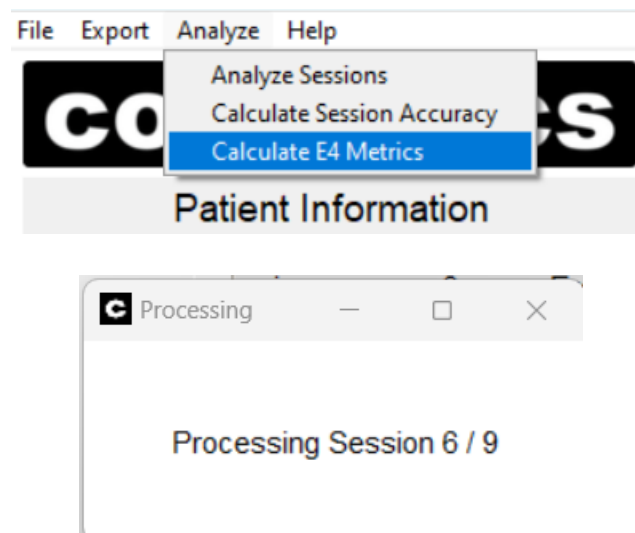 File Export Analyze Help
Analyze Sessions
Calculate Session Accuracy
Calculate E4 Metrics
Patient Information
Processing
Processing Session 6 / 9